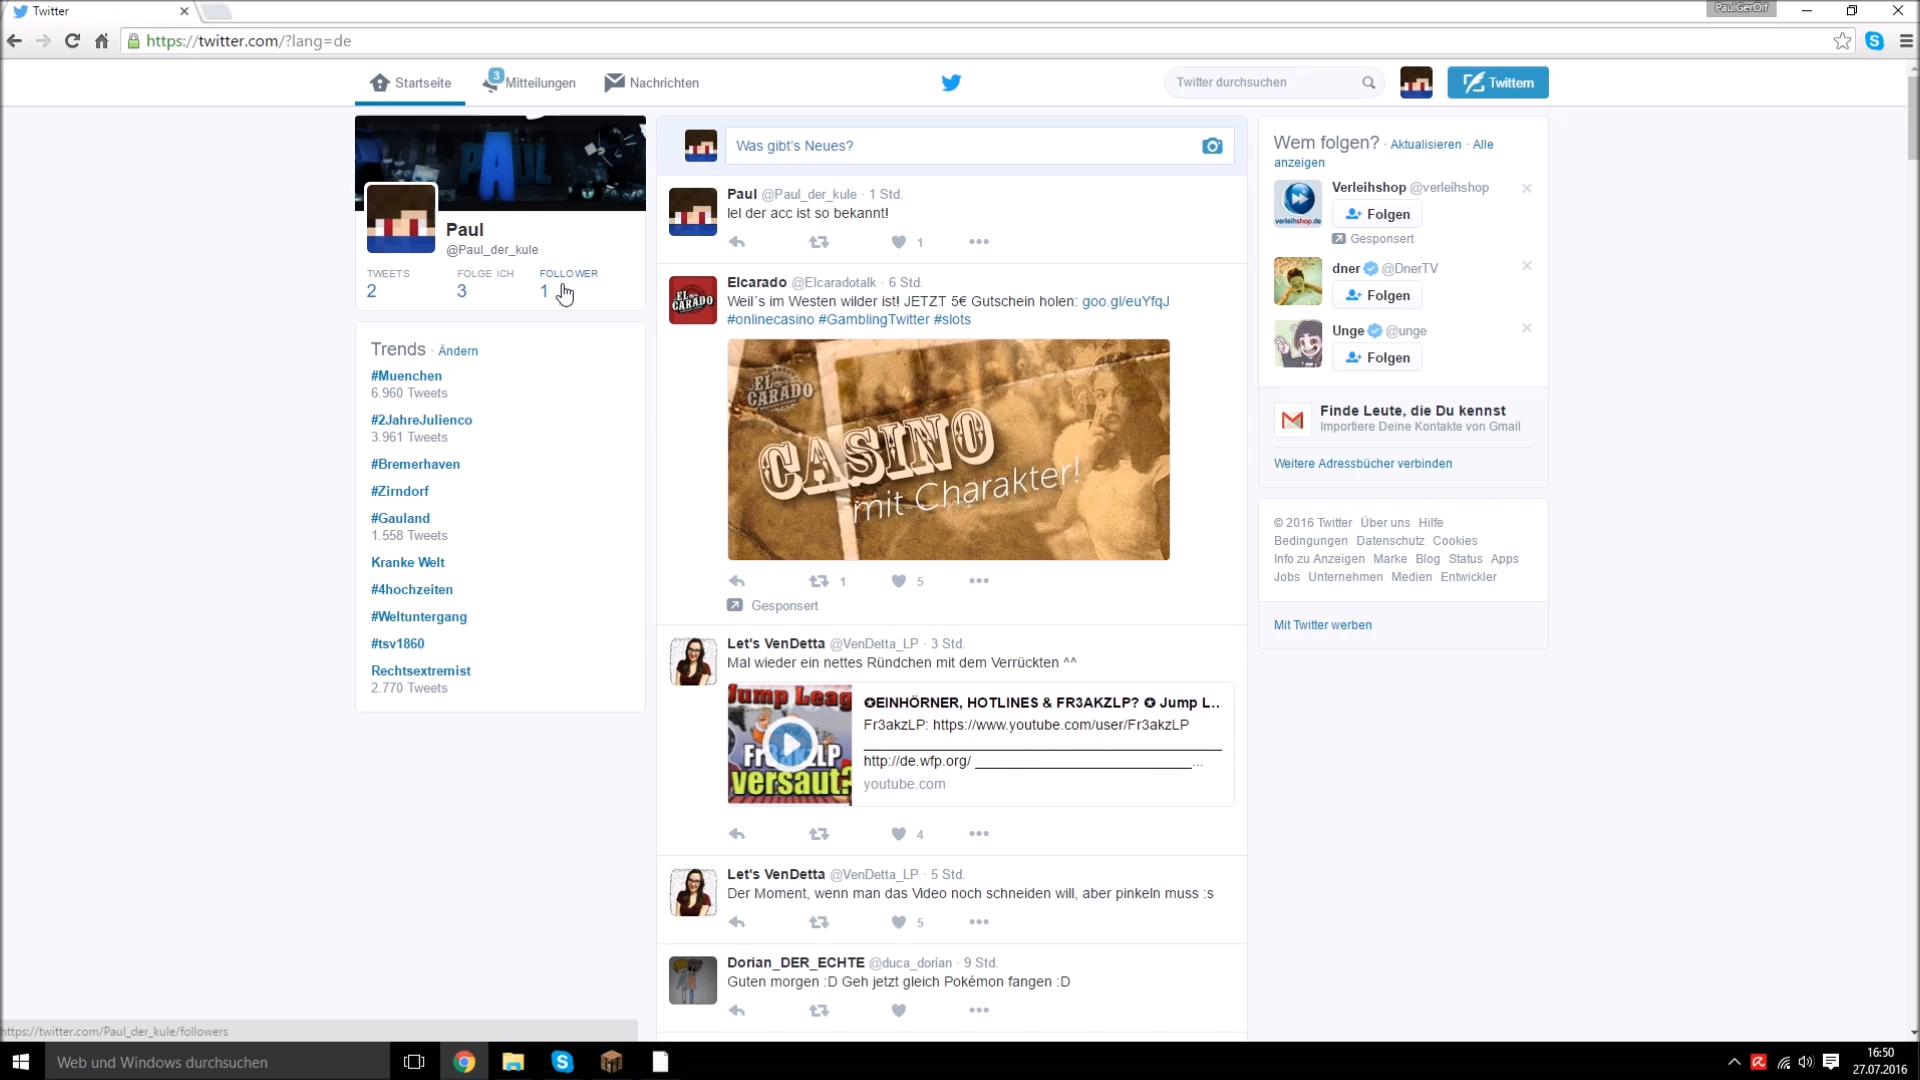 Twitter
PaulGerOlf
https://twitter.com/?lang=de
Startseite
3
Mitteilungen
Nachrichten
Twitter durchsuchen
Twittern
PAUL
Paul
@Paul_der_kule
TWEETS FOLGE ICH FOLLOWER
2 3 1
Trends · Ändern
#Muenchen
6.960 Tweets
#2JahreJulienco
3.961 Tweets
#Bremerhaven
#Zirndorf
#Gauland
1.558 Tweets
Kranke Welt
#4hochzeiten
#Weltuntergang
#tsv1860
Rechtsextremist
2.770 Tweets
Was gibt's Neues?
Paul @Paul_der_kule · 1 Std.
lel der acc ist so bekannt!
1
Elcarado @Elcaradotalk · 6 Std.
Weil´s im Westen wilder ist! JETZT 5€ Gutschein holen: goo.gl/euYfqJ
#onlinecasino #GamblingTwitter #slots
EL CARADO
EL CARADO
CASINO
mit Charakter!
1 5
Gesponsert
Let's VenDetta @VenDetta_LP · 3 Std.
Mal wieder ein nettes Ründchen mit dem Verrückten ^^
Jump Leag
Fr3akzLP
versaut?
✪EINHÖRNER, HOTLINES & FR3AKZLP? ✪ Jump L...
Fr3akzLP: https://www.youtube.com/user/Fr3akzLP
http://de.wfp.org/ ____________________________...
youtube.com
4
Let's VenDetta @VenDetta_LP · 5 Std.
Der Moment, wenn man das Video noch schneiden will, aber pinkeln muss :s
5
Dorian_DER_ECHTE @duca_dorian · 9 Std.
Guten morgen :D Geh jetzt gleich Pokémon fangen :D
Wem folgen? · Aktualisieren · Alle
anzeigen
Verleihshop @verleihshop
verleihshop.de
Folgen
Gesponsert
dner @DnerTV
Folgen
Unge @unge
Folgen
Finde Leute, die Du kennst
Importiere Deine Kontakte von Gmail
Weitere Adressbücher verbinden
© 2016 Twitter Über uns Hilfe
Bedingungen Datenschutz Cookies
Info zu Anzeigen Marke Blog Status Apps
Jobs Unternehmen Medien Entwickler
Mit Twitter werben
https://twitter.com/Paul_der_kule/followers
Web und Windows durchsuchen
16:50
27.07.2016